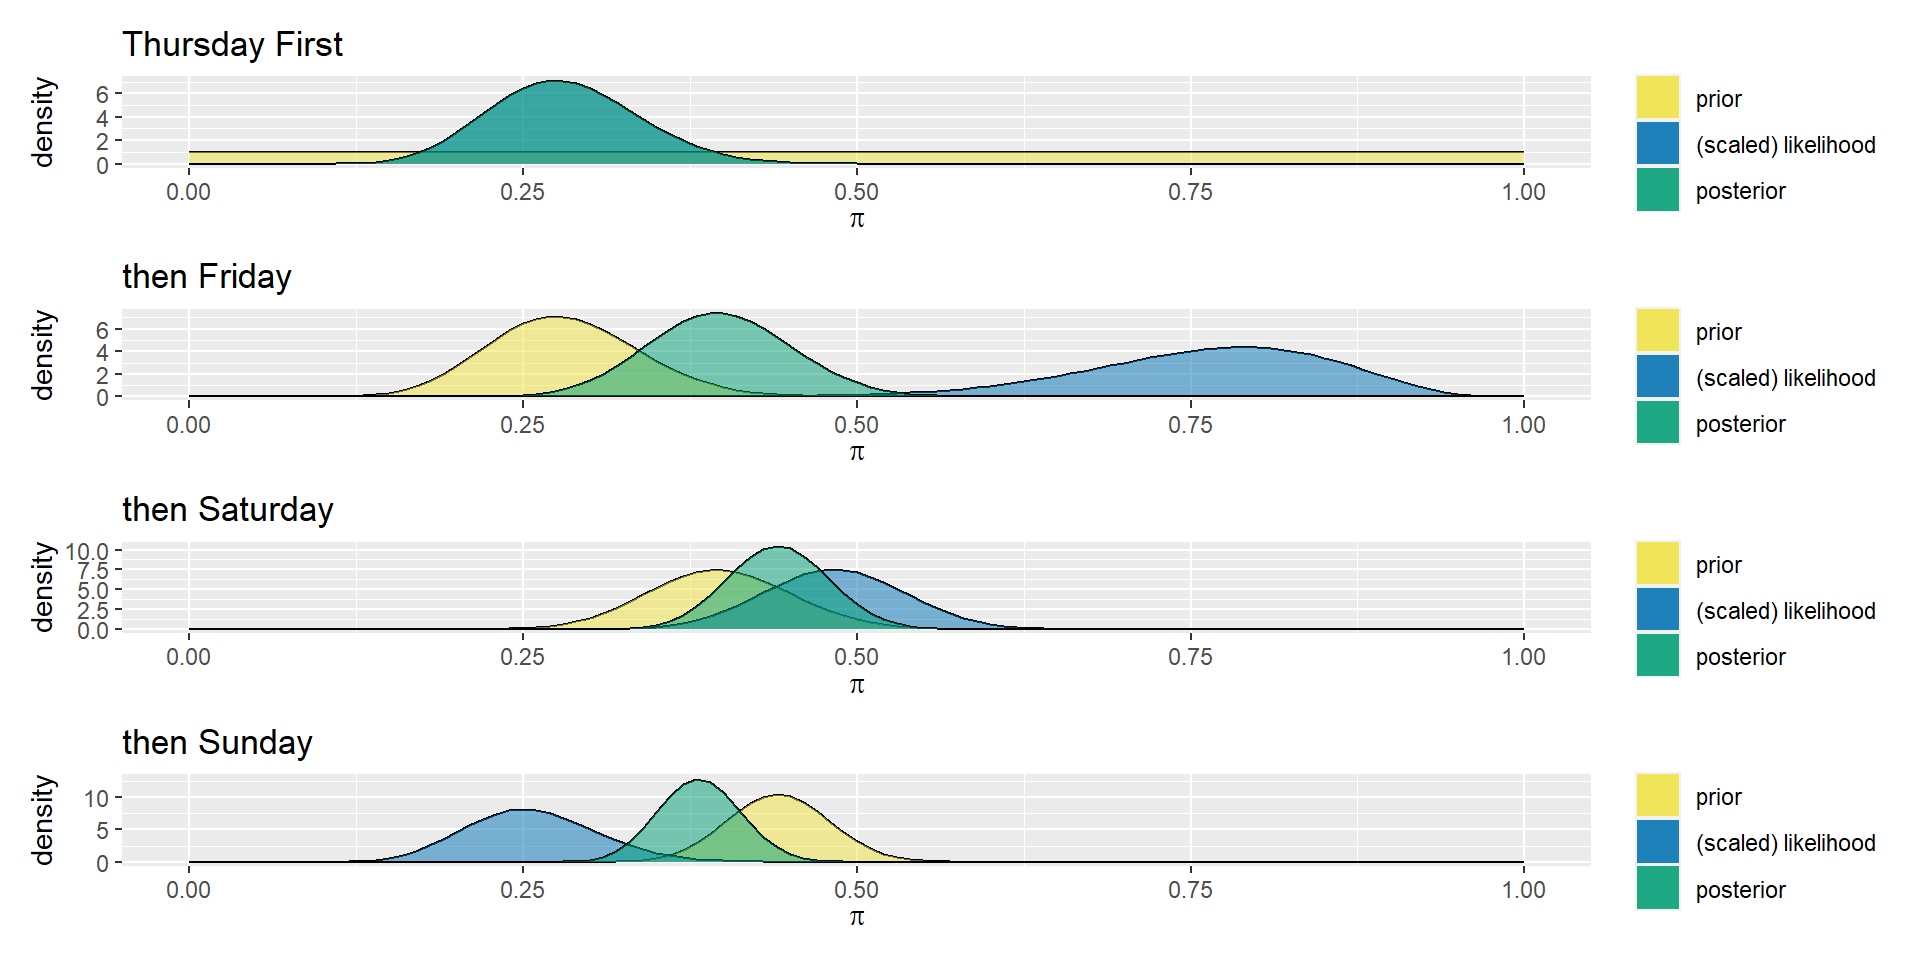 Thursday First
density
6
4
2
0
0.00 0.25 0.50 0.75 1.00
π
prior
(scaled) likelihood
posterior
then Friday
density
6
4
2
0
0.00 0.25 0.50 0.75 1.00
π
prior
(scaled) likelihood
posterior
then Saturday
density
10.0
7.5
5.0
2.5
0.0
0.00 0.25 0.50 0.75 1.00
π
prior
(scaled) likelihood
posterior
then Sunday
density
10
5
0
0.00 0.25 0.50 0.75 1.00
π
prior
(scaled) likelihood
posterior